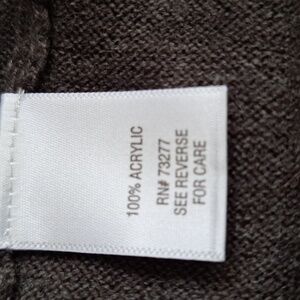 100% ACRYLIC
RN# 73277
SEE REVERSE
FOR CARE